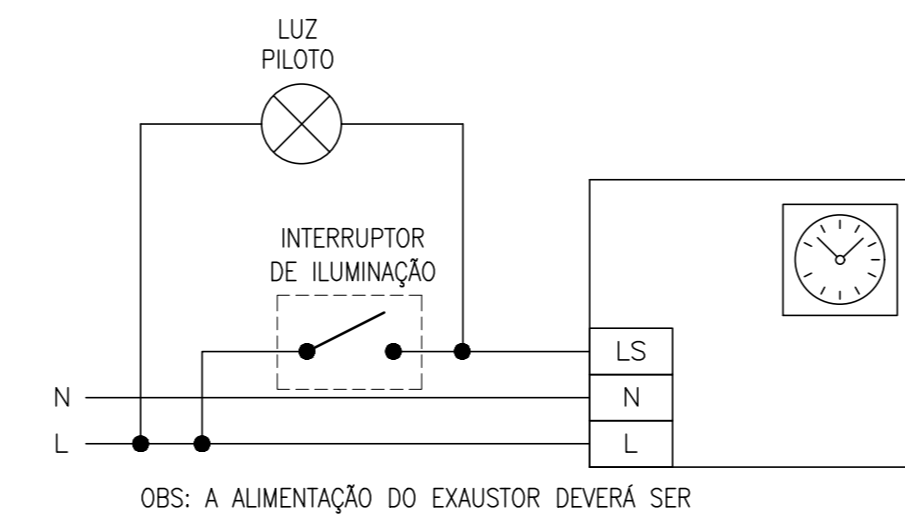 LUZ
PILOTO
INTERRUPTOR
DE ILUMINAÇÃO
LS
N
N
L
L
OBS: A ALIMENTAÇÃO DO EXAUSTOR DEVERÁ SER